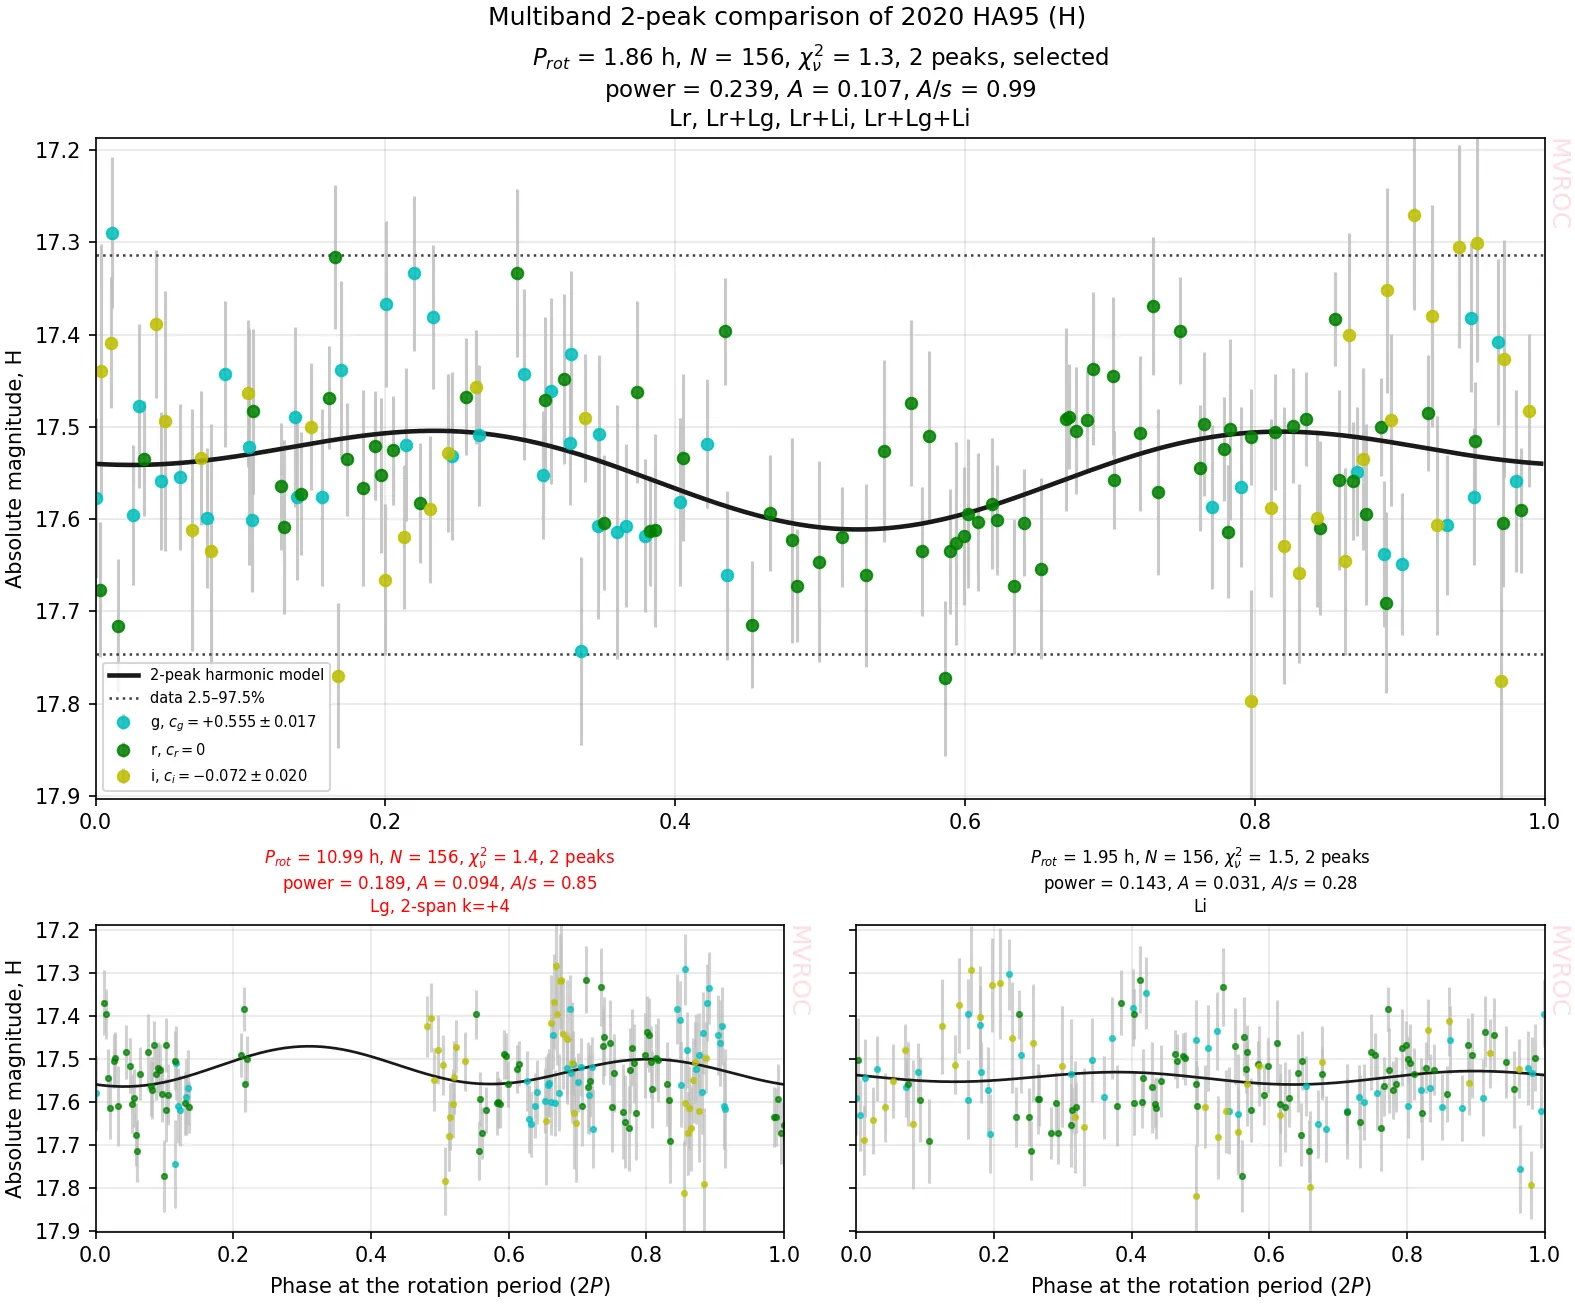 Multiband 2-peak comparison of 2020 HA95 (H)
P_rot = 1.86 h, N = 156, χ²_ν = 1.3, 2 peaks, selected
power = 0.239, A = 0.107, A/s = 0.99
Lr, Lr+Lg, Lr+Li, Lr+Lg+Li
MVROC
Absolute magnitude, H
17.2
17.3
17.4
17.5
17.6
17.7
17.8
17.9
2-peak harmonic model
data 2.5–97.5%
g, c_g = +0.555 ± 0.017
r, c_r = 0
i, c_i = −0.072 ± 0.020
0.0 0.2 0.4 0.6 0.8 1.0
P_rot = 10.99 h, N = 156, χ²_ν = 1.4, 2 peaks
power = 0.189, A = 0.094, A/s = 0.85
Lg, 2-span k=+4
MVROC
Absolute magnitude, H
17.2
17.3
17.4
17.5
17.6
17.7
17.8
17.9
0.0 0.2 0.4 0.6 0.8 1.0
Phase at the rotation period (2P)
P_rot = 1.95 h, N = 156, χ²_ν = 1.5, 2 peaks
power = 0.143, A = 0.031, A/s = 0.28
Li
MVROC
0.0 0.2 0.4 0.6 0.8 1.0
Phase at the rotation period (2P)